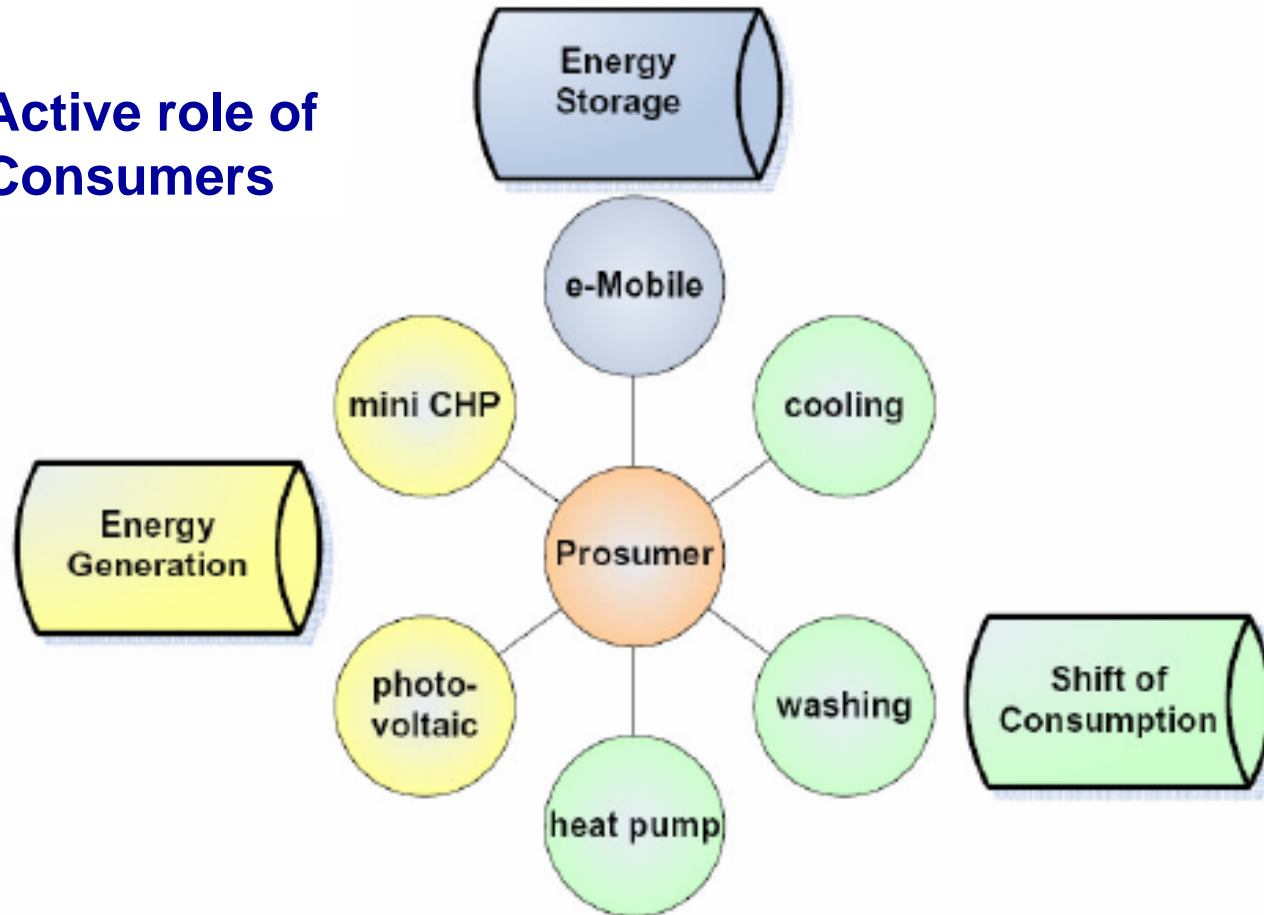 Energy
Storage
Active role of
Consumers
e-Mobile
mini CHP
cooling
Energy
Generation
Prosumer
photo-
voltaic
washing
Shift of
Consumption
heat pump